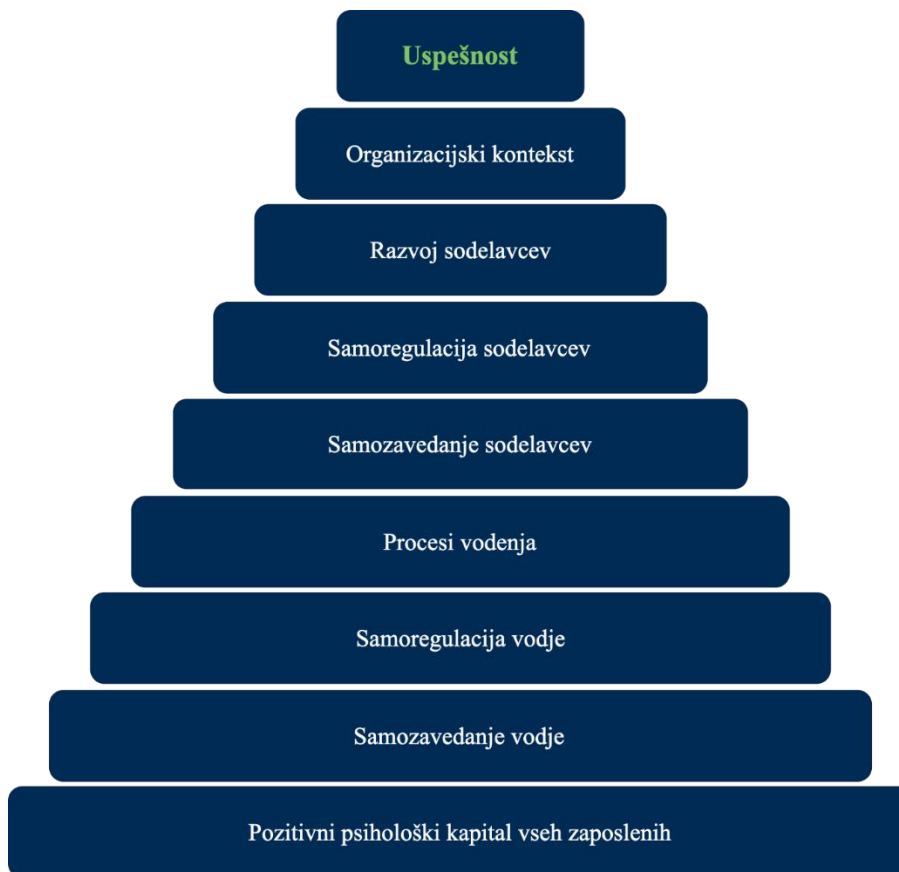 Uspešnost
Organizacijski kontekst
Razvoj sodelavcev
Samoregulacija sodelavcev
Samozavedanje sodelavcev
Procesi vodenja
Samoregulacija vodje
Samozavedanje vodje
Pozitivni psihološki kapital vseh zaposlenih